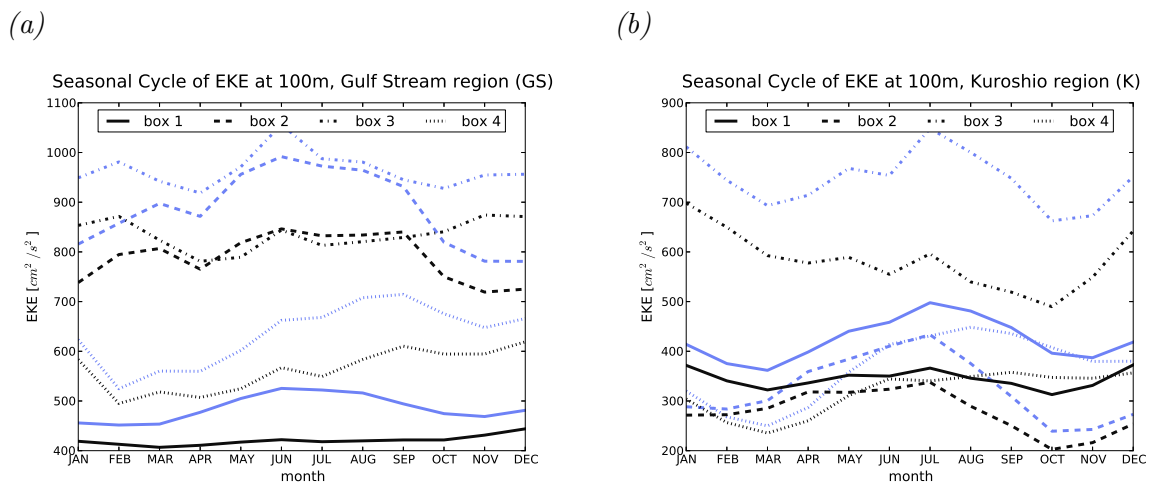 (a)
Seasonal Cycle of EKE at 100m, Gulf Stream region (GS)
box 1 box 2 box 3 box 4
1100
1000
900
800
700
600
500
400
EKE [cm²/s²]
JAN FEB MAR APR MAY JUN JUL AUG SEP OCT NOV DEC
month
(b)
Seasonal Cycle of EKE at 100m, Kuroshio region (K)
box 1 box 2 box 3 box 4
900
800
700
600
500
400
300
200
EKE [cm²/s²]
JAN FEB MAR APR MAY JUN JUL AUG SEP OCT NOV DEC
month